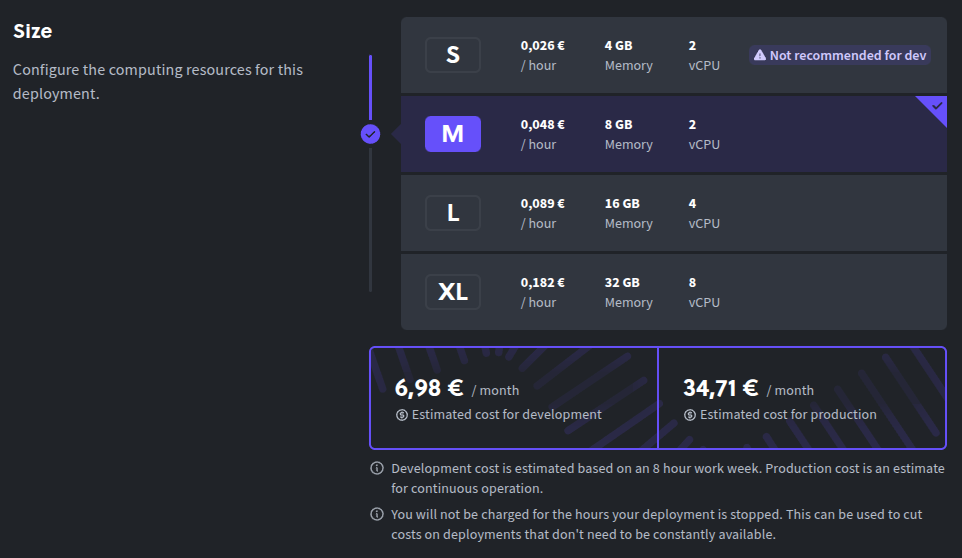 Size
Configure the computing resources for this
deployment.
S
0,026 € 4 GB 2
/ hour Memory vCPU
Not recommended for dev
M
0,048 € 8 GB 2
/ hour Memory vCPU
L
0,089 € 16 GB 4
/ hour Memory vCPU
XL
0,182 € 32 GB 8
/ hour Memory vCPU
6,98 € / month
Estimated cost for development
34,71 € / month
Estimated cost for production
Development cost is estimated based on an 8 hour work week. Production cost is an estimate
for continuous operation.
You will not be charged for the hours your deployment is stopped. This can be used to cut
costs on deployments that don't need to be constantly available.